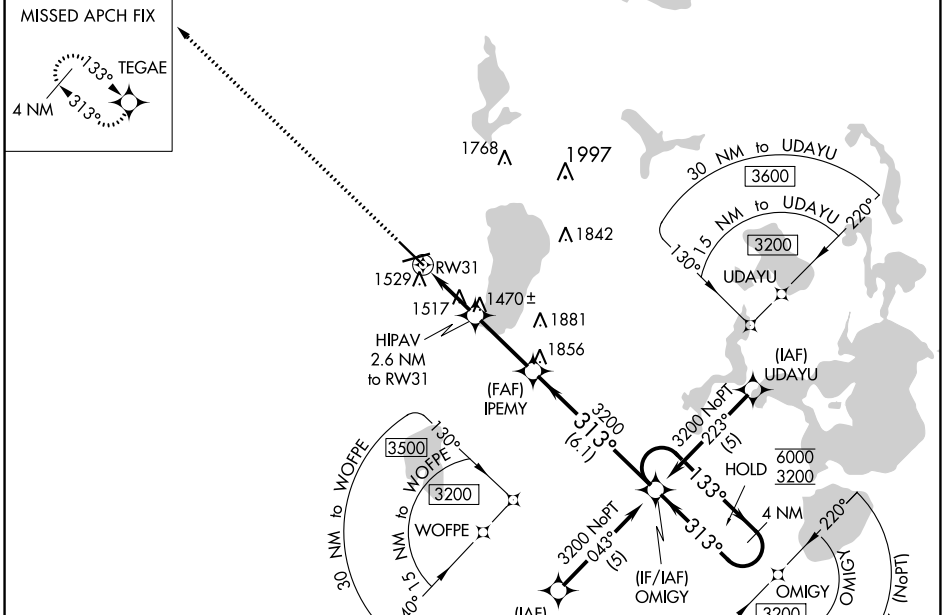 MISSED APCH FIX
133°
TEGAE
4 NM
313°
1768
1997
1842
30 NM to UDAYU
3600
15 NM to UDAYU
3200
220°
130°
UDAYU
RW31
1529
1517
1470±
HIPAV
2.6 NM
to RW31
1881
1856
(FAF)
IPEMY
(IAF)
UDAYU
3200
313°
(6.1)
3200 NoPT
223°
(5)
HOLD
6000
3200
133°
4 NM
313°
30 NM to WOFPE
3500
130°
15 NM to WOFPE
3200
WOFPE
40°
3200 NoPT
043°
(5)
(IF/IAF)
OMIGY
(IAF)
220°
OMIGY
OMIGY
(NoPT)
3200